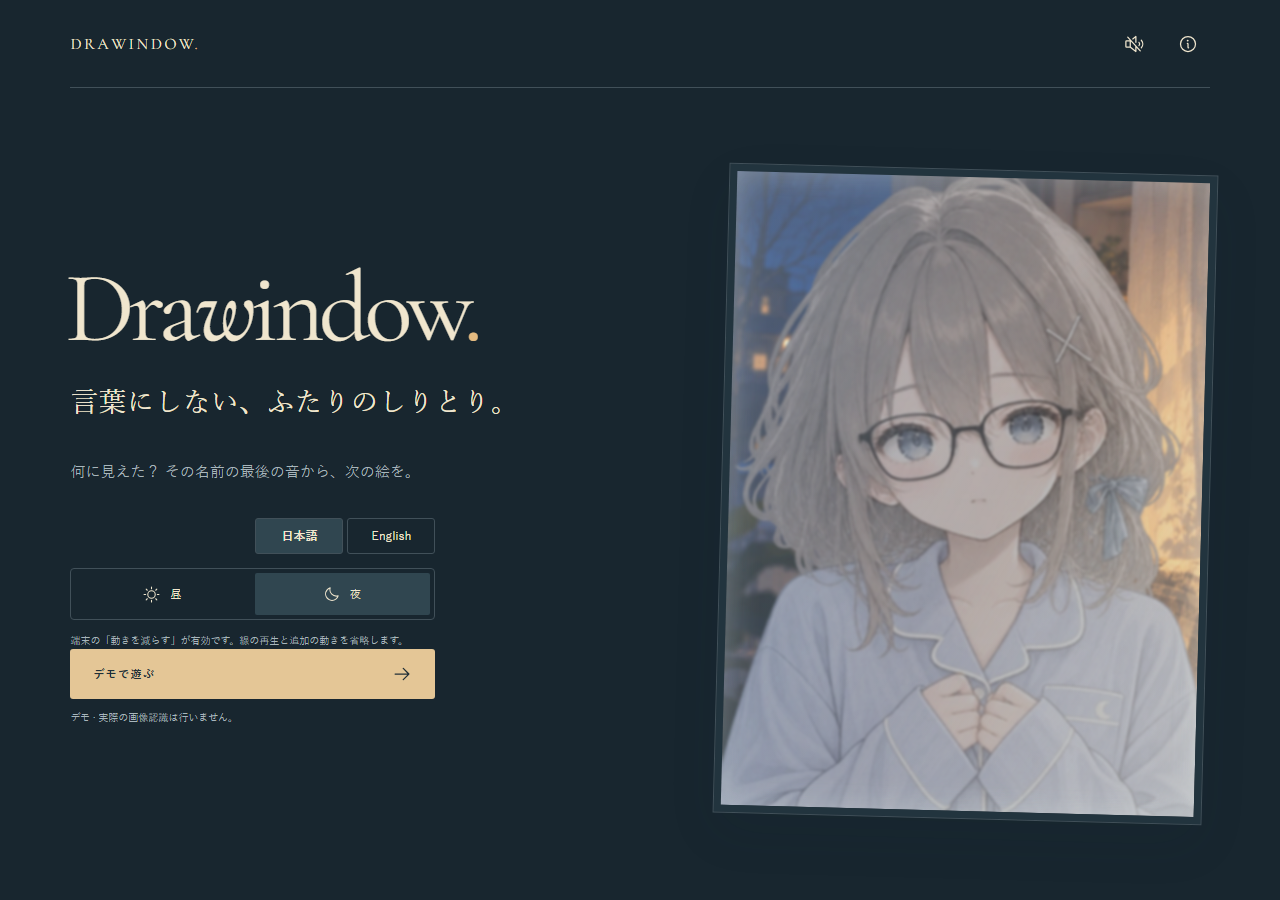 DRAWINDOW.
Drawindow.
言葉にしない、ふたりのしりとり。
何に見えた？ その名前の最後の音から、次の絵を。
日本語 English
昼 夜
端末の「動きを減らす」が有効です。線の再生と追加の動きを省略します。
デモで遊ぶ
デモ · 実際の画像認識は行いません。